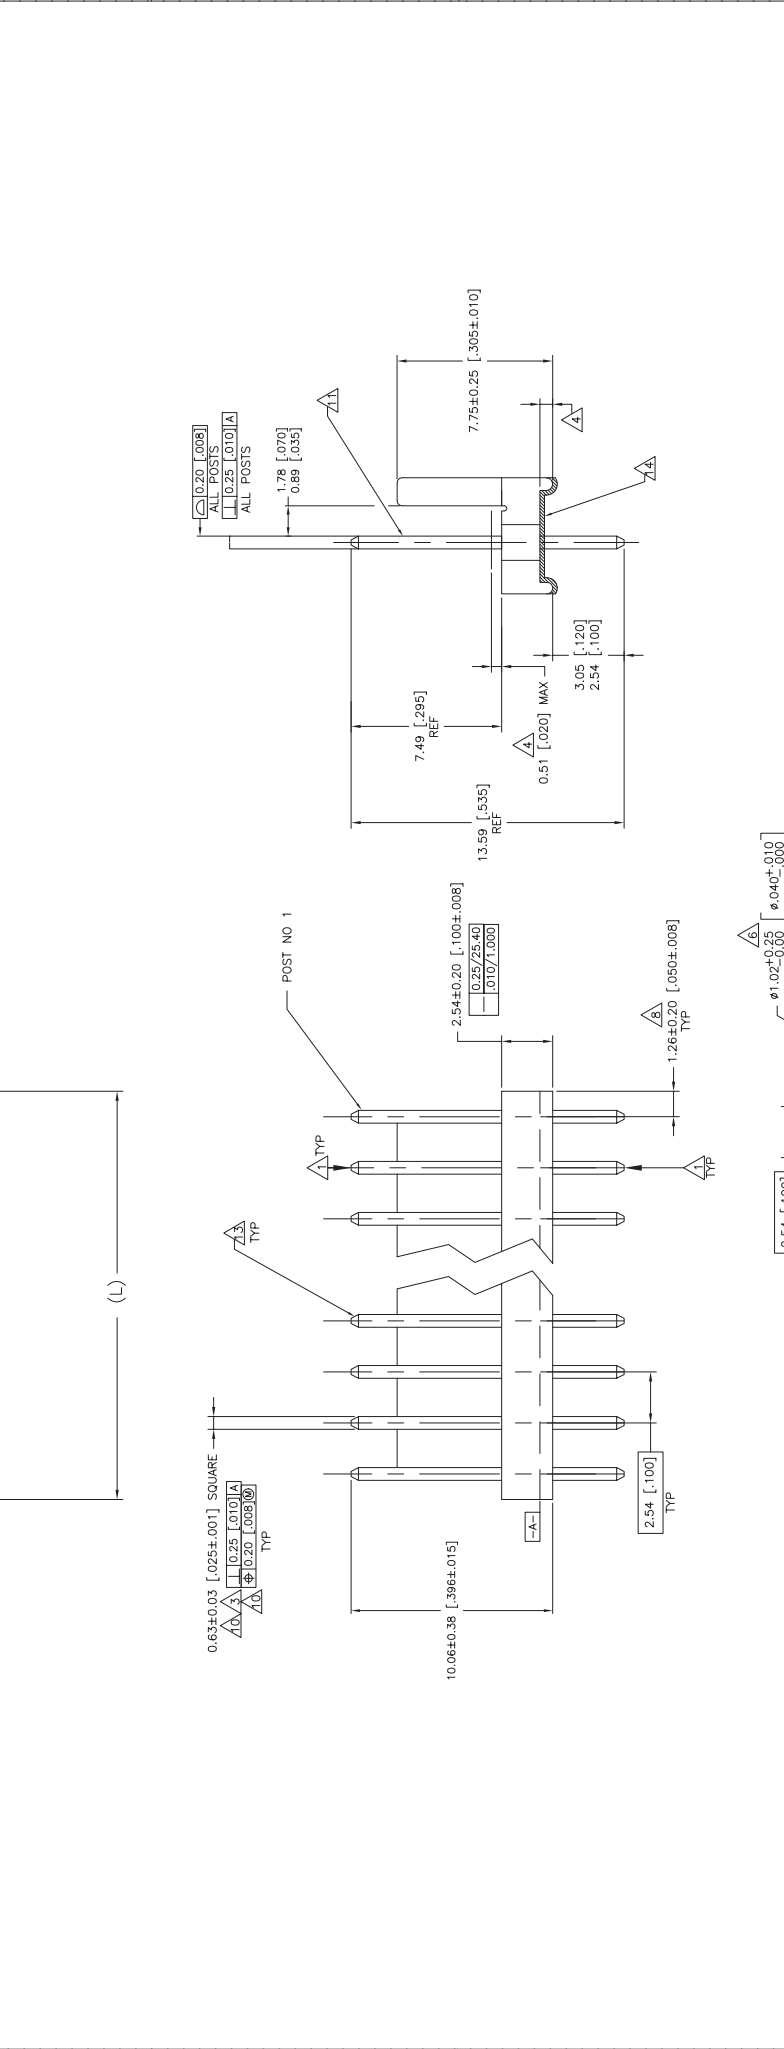 0.20 [.008]
ALL POSTS
0.25 [.010] A
ALL POSTS
1.78 [.070]
0.89 [.035]
11
7.75±0.25 [.305±.010]
4
14
3.05 [.120]
2.54 [.100]
7.49 [.295]
REF
4
0.51 [.020] MAX
13.59 [.535]
REF
POST NO 1
2.54±0.20 [.100±.008]
0.25/25.40
.010/1.000
8
1.26±0.20 [.050±.008]
TYP
6
ø1.02+0.25
-0.00
ø.040+.010
-.000
(L)
1
TYP
1
TYP
13
TYP
0.63±0.03 [.025±.001] SQUARE
0.25 [.010] A
0.20 [.008] Ⓜ
TYP
10
3
10
10.06±0.38 [.396±.015]
-A-
2.54 [.100]
TYP